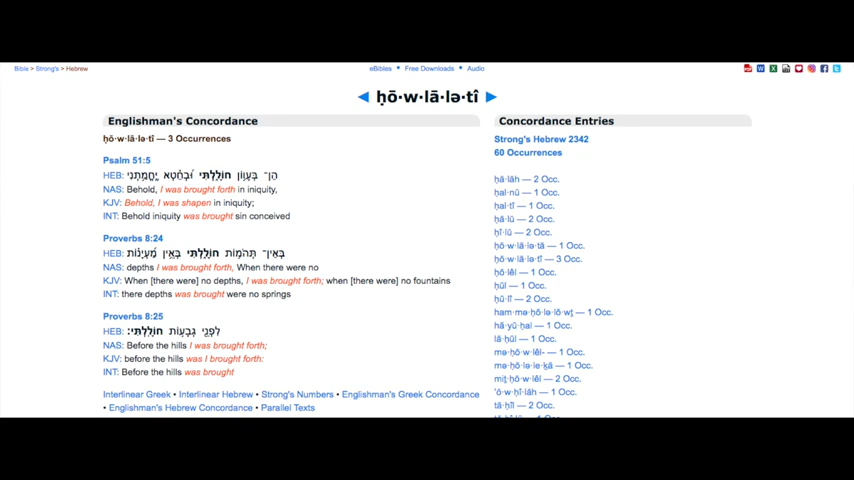 Bible > Strong's > Hebrew
eBibles • Free Downloads • Audio
◄ ḥō·w·lā·lə·tî ►
Englishman's Concordance
ḥō·w·lā·lə·tî — 3 Occurrences
Psalm 51:5
HEB: הֵן־ בְּעָו֥וֹן חוֹלָ֑לְתִּי וּ֝בְחֵ֗טְא יֶֽחֱמַ֥תְנִי
NAS: Behold, I was brought forth in iniquity,
KJV: Behold, I was shapen in iniquity;
INT: Behold iniquity was brought sin conceived
Proverbs 8:24
HEB: בְּאֵין־ תְּהֹמ֥וֹת חוֹלָ֑לְתִּי בְּאֵ֥ין מַ֝עְיָנ֗וֹת
NAS: depths I was brought forth, When there were no
KJV: When [there were] no depths, I was brought forth; when [there were] no fountains
INT: there depths was brought were no springs
Proverbs 8:25
HEB: לִפְנֵ֖י גְבָע֣וֹת חוֹלָֽלְתִּי׃
NAS: Before the hills I was brought forth;
KJV: before the hills was I brought forth:
INT: Before the hills was brought
Interlinear Greek • Interlinear Hebrew • Strong's Numbers • Englishman's Greek Concordance
• Englishman's Hebrew Concordance • Parallel Texts
Concordance Entries
Strong's Hebrew 2342
60 Occurrences
ḥā·lāh — 2 Occ.
ḥal·nū — 1 Occ.
ḥal·tî — 1 Occ.
ḥā·lū — 2 Occ.
ḥî·lū — 2 Occ.
ḥō·w·lā·lə·tā — 1 Occ.
ḥō·w·lā·lə·tî — 3 Occ.
ḥō·lêl — 1 Occ.
ḥūl — 1 Occ.
ḥū·lî — 2 Occ.
ham·mə·ḥō·lə·lō·wṯ — 1 Occ.
hă·yū·ḥal — 1 Occ.
lā·ḥūl — 1 Occ.
mə·ḥō·w·lêl- — 1 Occ.
mə·ḥō·lə·le·ḵā — 1 Occ.
miṯ·ḥō·w·lêl — 2 Occ.
’ō·w·ḥî·lāh — 1 Occ.
tā·ḥîl — 2 Occ.